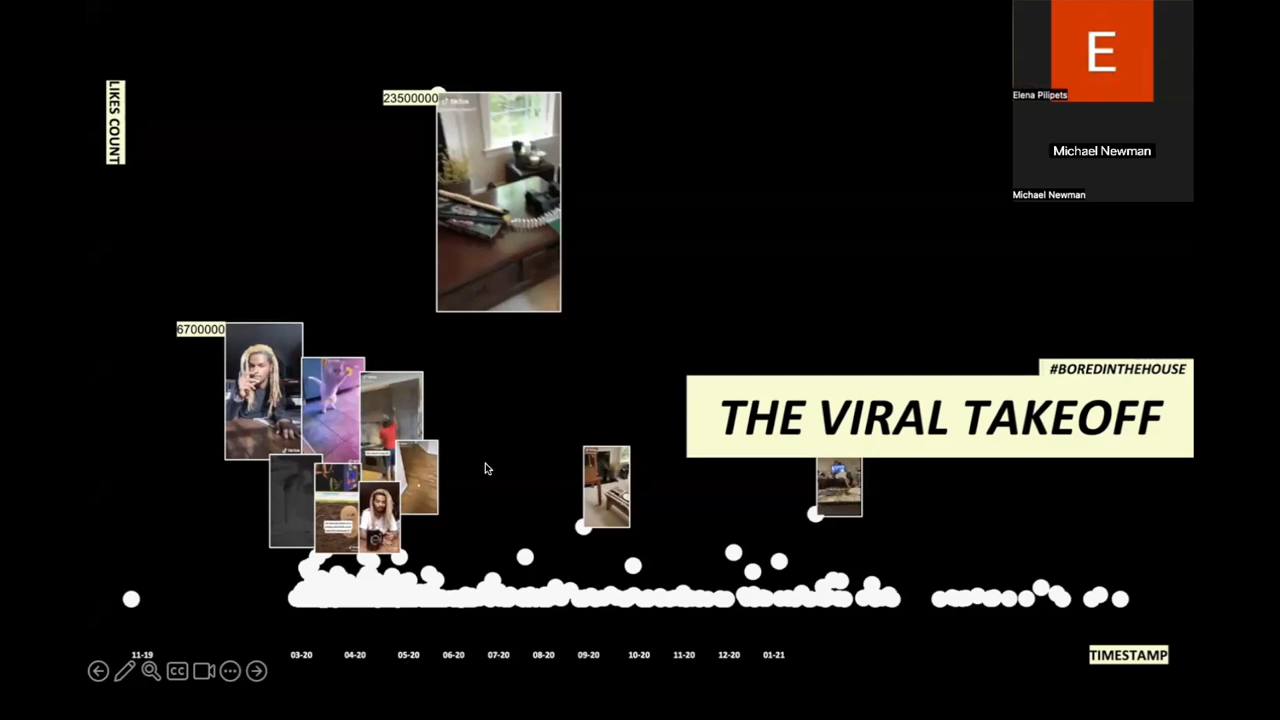 E
Elena Pilipets
Michael Newman
Michael Newman
LIKES COUNT
23500000
TikTok
6700000
#BOREDINTHEHOUSE
THE VIRAL TAKEOFF
11-19
03-20
04-20
05-20
06-20
07-20
08-20
09-20
10-20
11-20
12-20
01-21
TIMESTAMP
CC